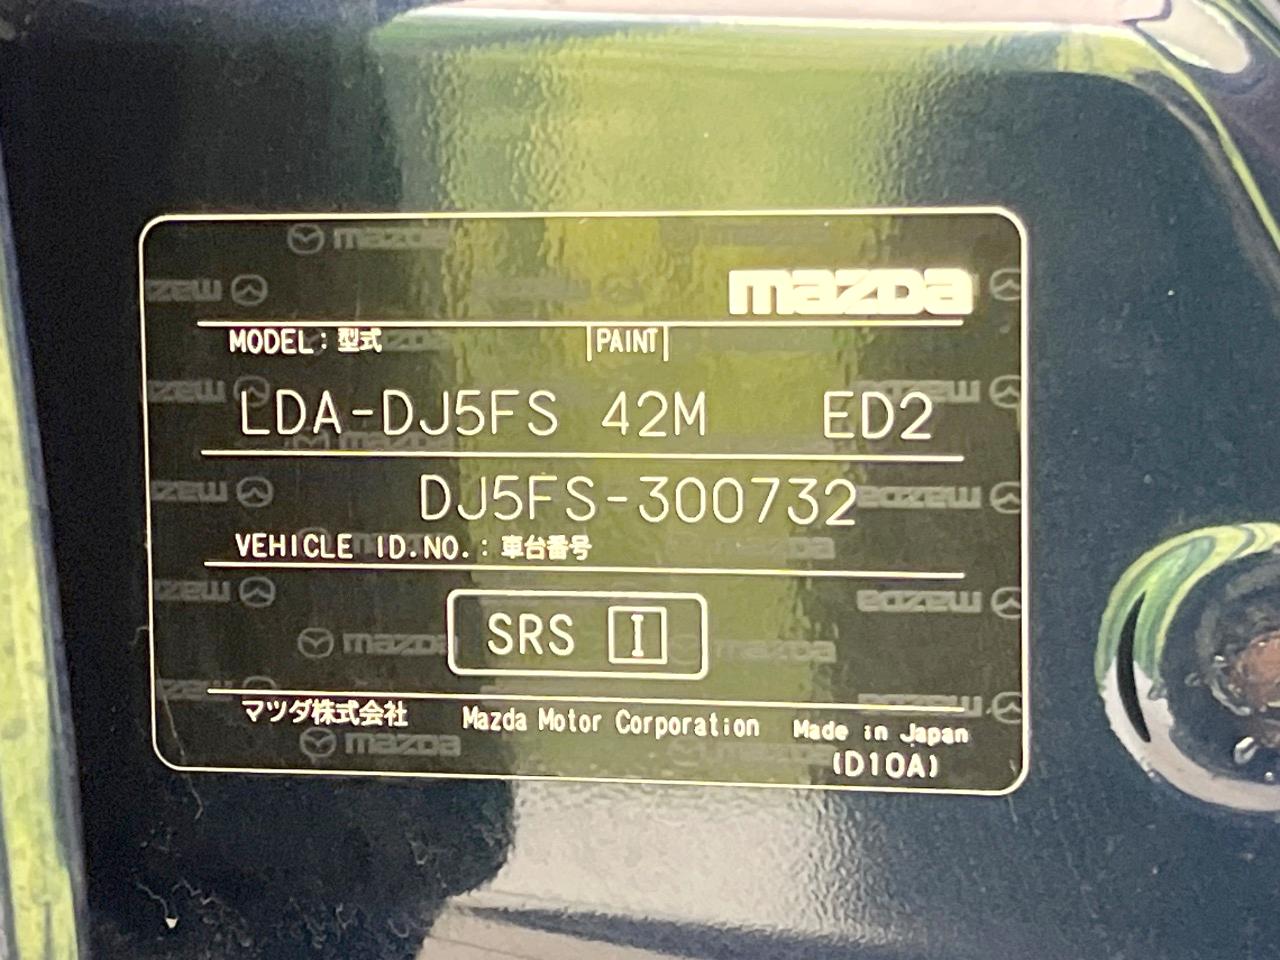 mazda
MODEL：型式 PAINT
LDA-DJ5FS 42M ED2
DJ5FS-300732
VEHICLE ID.NO.：車台番号
SRS I
マツダ株式会社 Mazda Motor Corporation Made in Japan
(D10A)